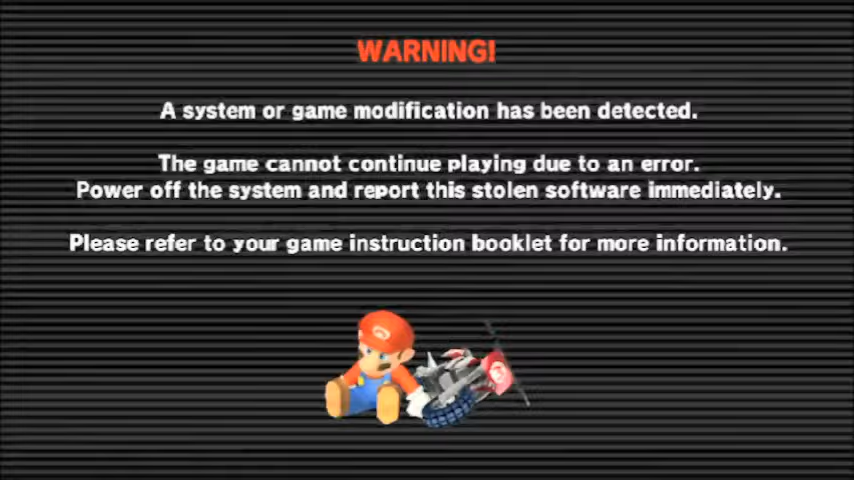 WARNING!
A system or game modification has been detected.
The game cannot continue playing due to an error.
Power off the system and report this stolen software immediately.
Please refer to your game instruction booklet for more information.